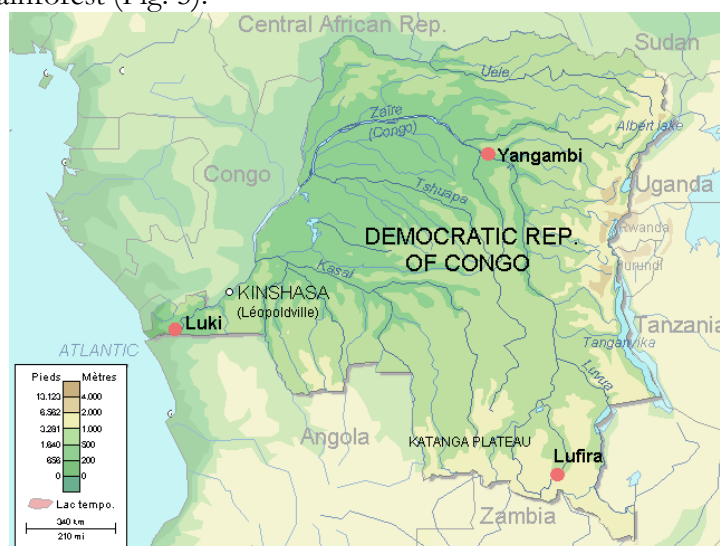 ainforest (Fig. 3).
Central African Rep.
Sudan
Uele
Zaïre
(Congo)
Albert lake
Yangambi
Congo
Tshuapa
Uganda
Rwanda
DEMOCRATIC REP.
OF CONGO
Kasaï
Burundi
KINSHASA
(Léopoldville)
Luki
Tanzania
ATLANTIC
Tanganyika
Luvua
Pieds Mètres
13.123 4.000
6.562 2.000
3.281 1.000
1.640 500
656 200
0 0
Angola
KATANGA PLATEAU
Lufira
Lac tempo.
340 km
210 mi
Zambia